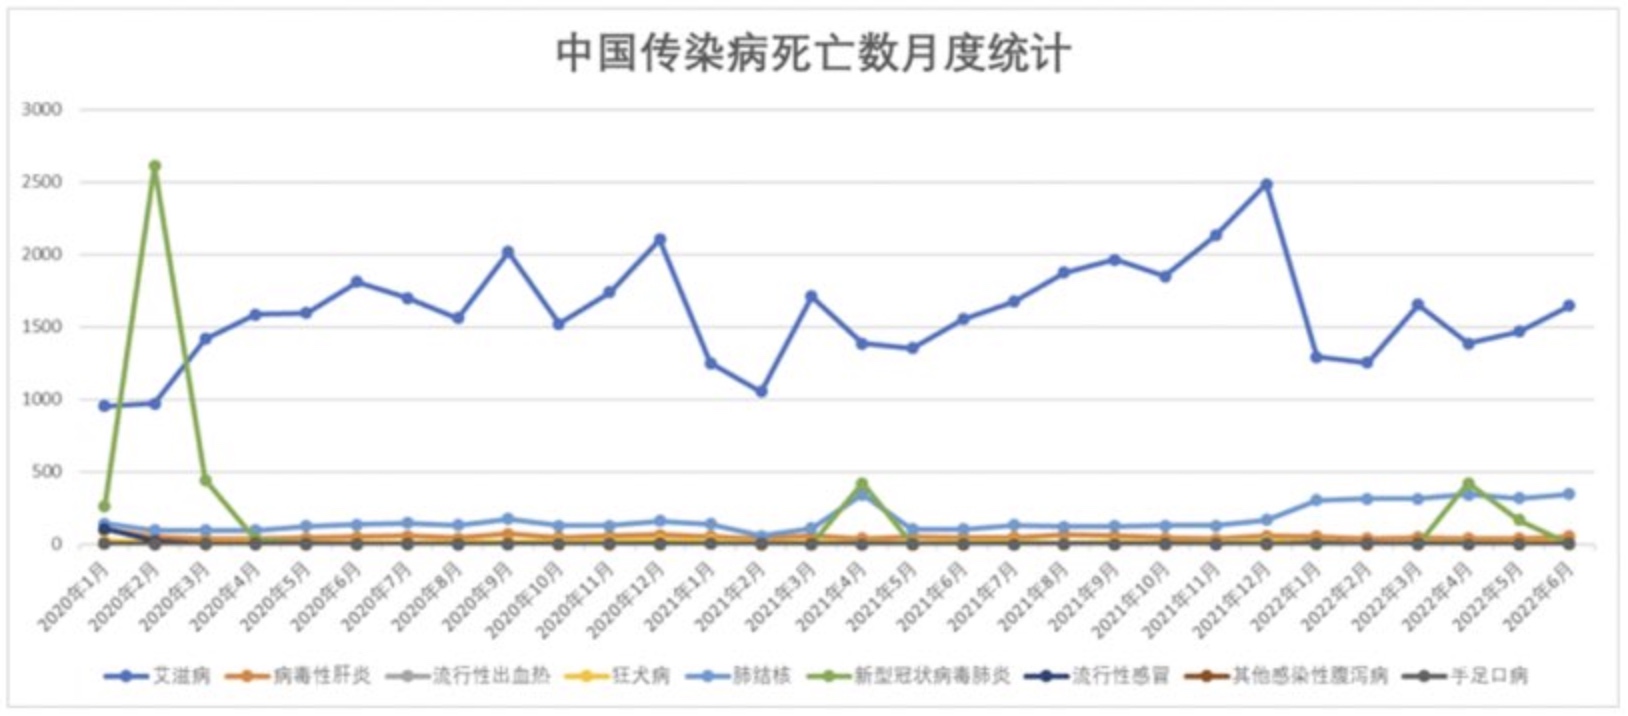 中国传染病死亡数月度统计
3000
2500
2000
1500
1000
500
0
2020年1月
2020年2月
2020年3月
2020年4月
2020年5月
2020年6月
2020年7月
2020年8月
2020年9月
2020年10月
2020年11月
2020年12月
2021年1月
2021年2月
2021年3月
2021年4月
2021年5月
2021年6月
2021年7月
2021年8月
2021年9月
2021年10月
2021年11月
2021年12月
2022年1月
2022年2月
2022年3月
2022年4月
2022年5月
2022年6月
艾滋病 病毒性肝炎 流行性出血热 狂犬病 肺结核 新型冠状病毒肺炎 流行性感冒 其他感染性腹泻病 手足口病